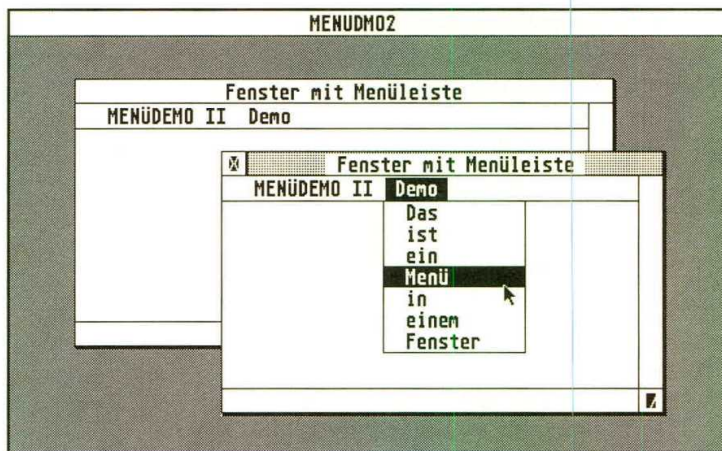 MENUDMO2
Fenster mit Menüleiste
MENÜDEMO II Demo
Fenster mit Menüleiste
MENÜDEMO II Demo
Das
ist
ein
Menü
in
einem
Fenster